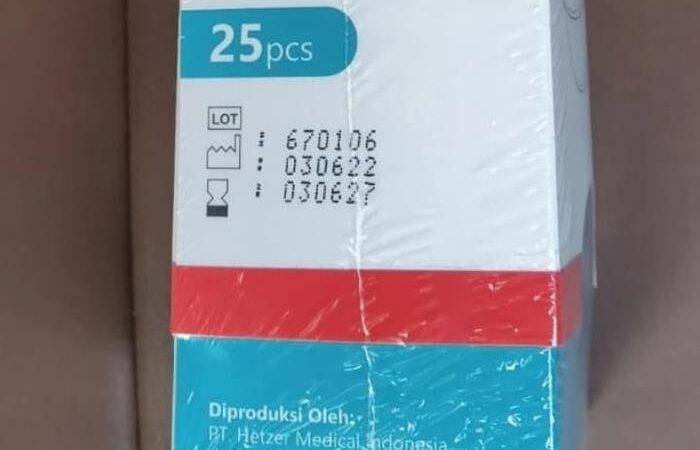 25pcs
LOT : 670106
: 030622
: 030627
Diproduksi Oleh:
PT. Hetzer Medical Indonesia